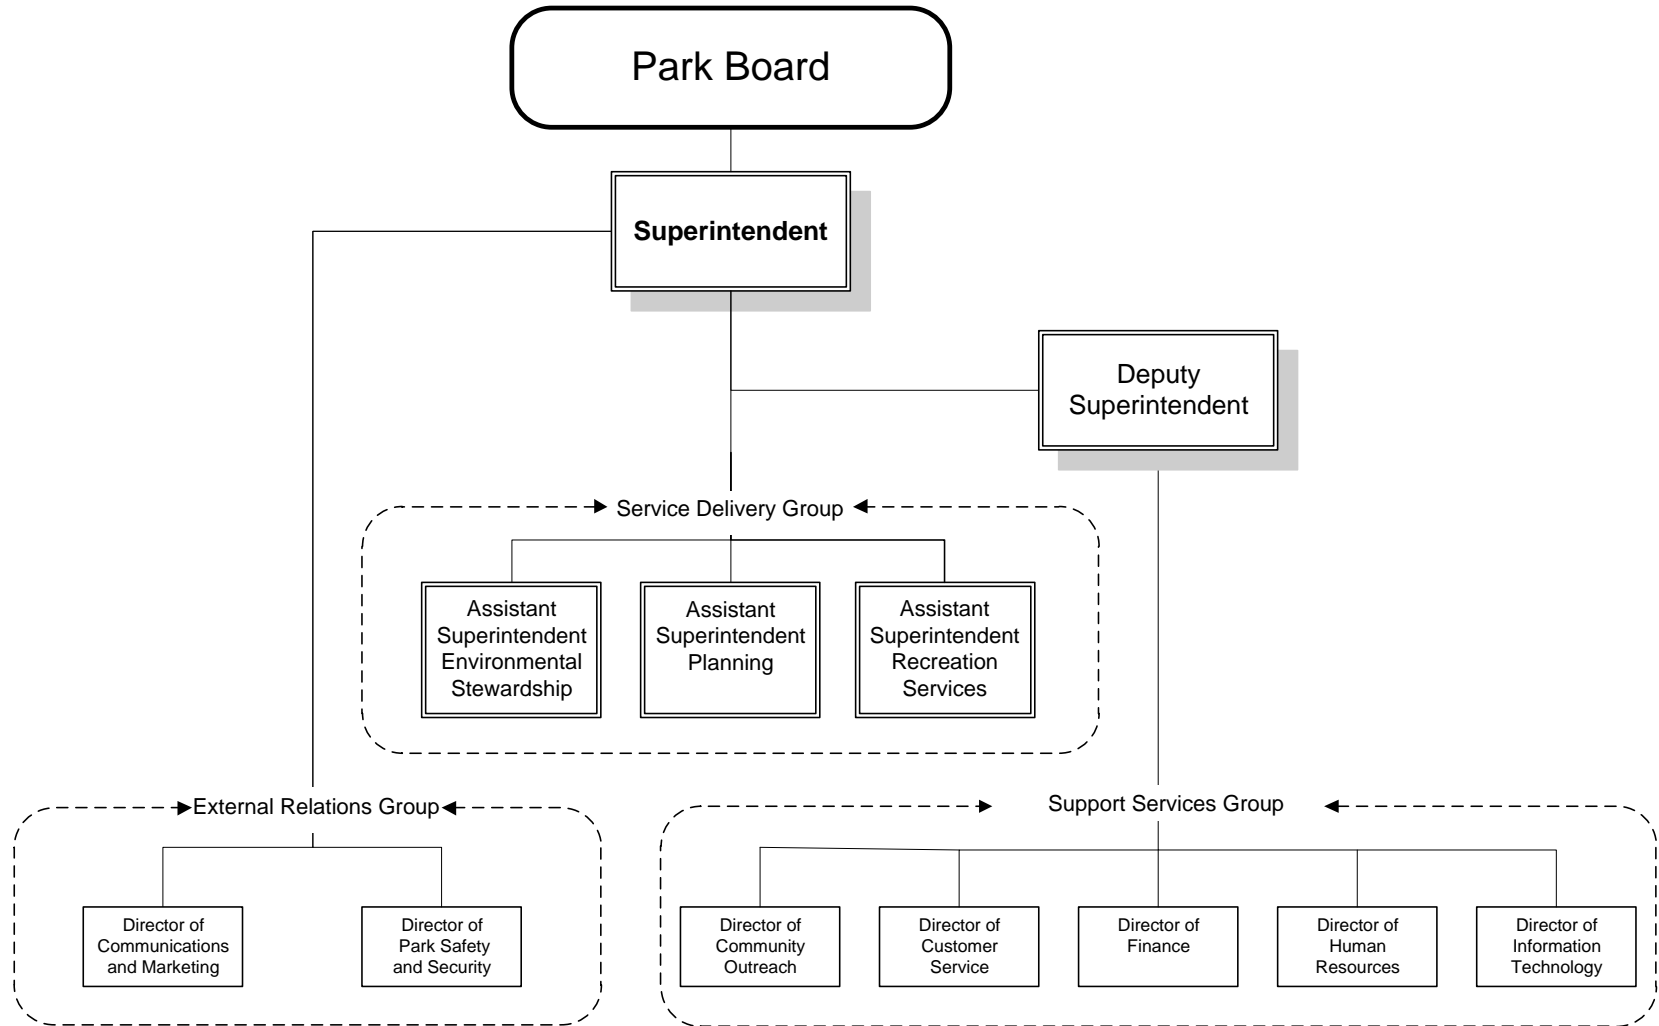 Park Board
Superintendent
Deputy
Superintendent
Service Delivery Group
Assistant
Superintendent
Environmental
Stewardship
Assistant
Superintendent
Planning
Assistant
Superintendent
Recreation
Services
External Relations Group
Support Services Group
Director of
Communications
and Marketing
Director of
Park Safety
and Security
Director of
Community
Outreach
Director of
Customer
Service
Director of
Finance
Director of
Human
Resources
Director of
Information
Technology